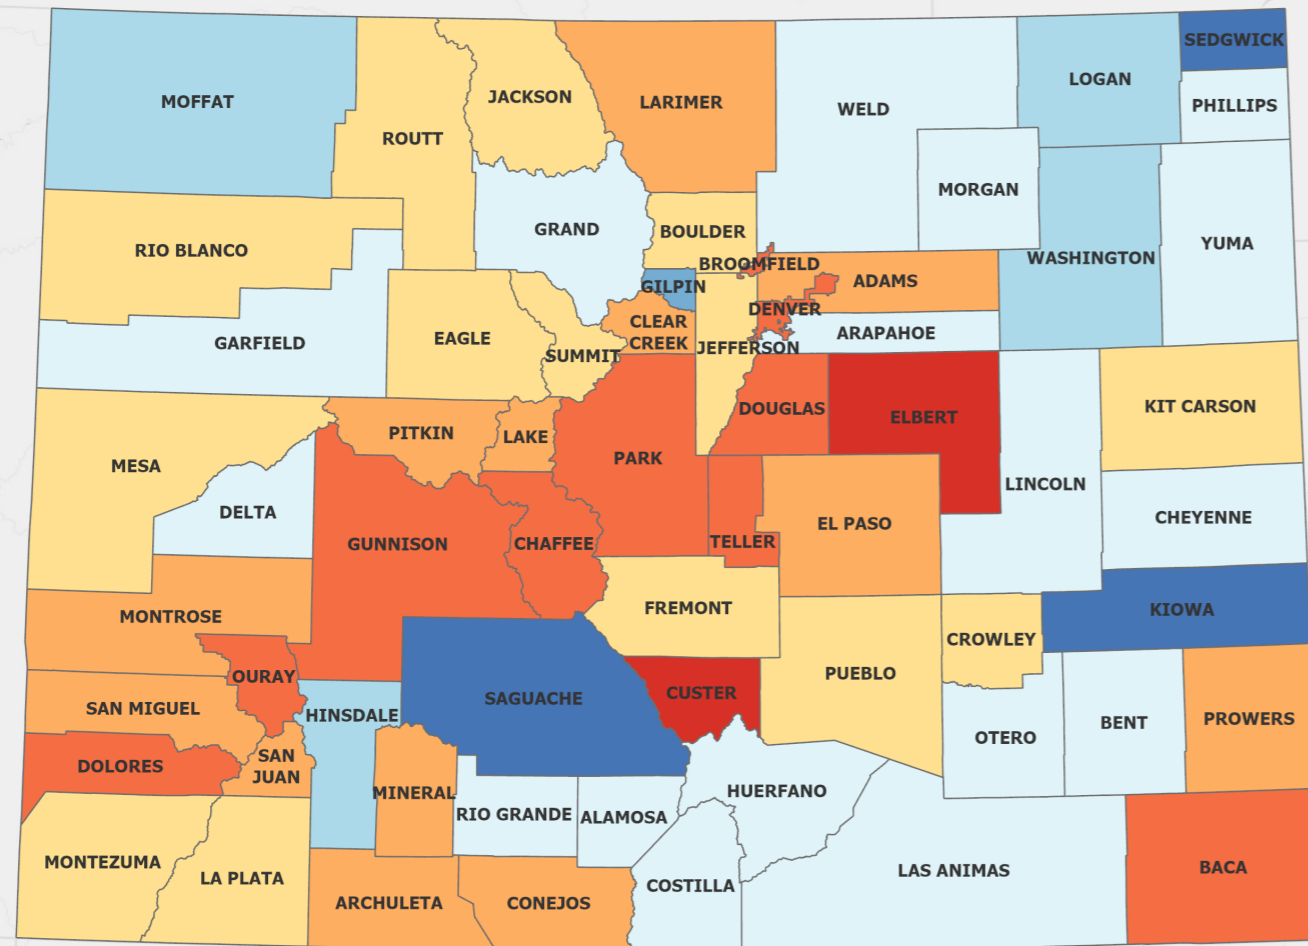 SEDGWICK
LOGAN
MOFFAT
JACKSON
LARIMER
WELD
PHILLIPS
ROUTT
MORGAN
GRAND
BOULDER
YUMA
RIO BLANCO
BROOMFIELD
WASHINGTON
GILPIN
ADAMS
DENVER
CLEAR
CREEK
ARAPAHOE
GARFIELD
EAGLE
SUMMIT
JEFFERSON
KIT CARSON
DOUGLAS
ELBERT
PITKIN
LAKE
PARK
MESA
LINCOLN
DELTA
CHEYENNE
EL PASO
GUNNISON
CHAFFEE
TELLER
FREMONT
KIOWA
MONTROSE
CROWLEY
OURAY
PUEBLO
SAGUACHE
CUSTER
SAN MIGUEL
HINSDALE
BENT
PROWERS
OTERO
SAN
JUAN
DOLORES
MINERAL
HUERFANO
RIO GRANDE
ALAMOSA
MONTEZUMA
LA PLATA
LAS ANIMAS
BACA
COSTILLA
ARCHULETA
CONEJOS